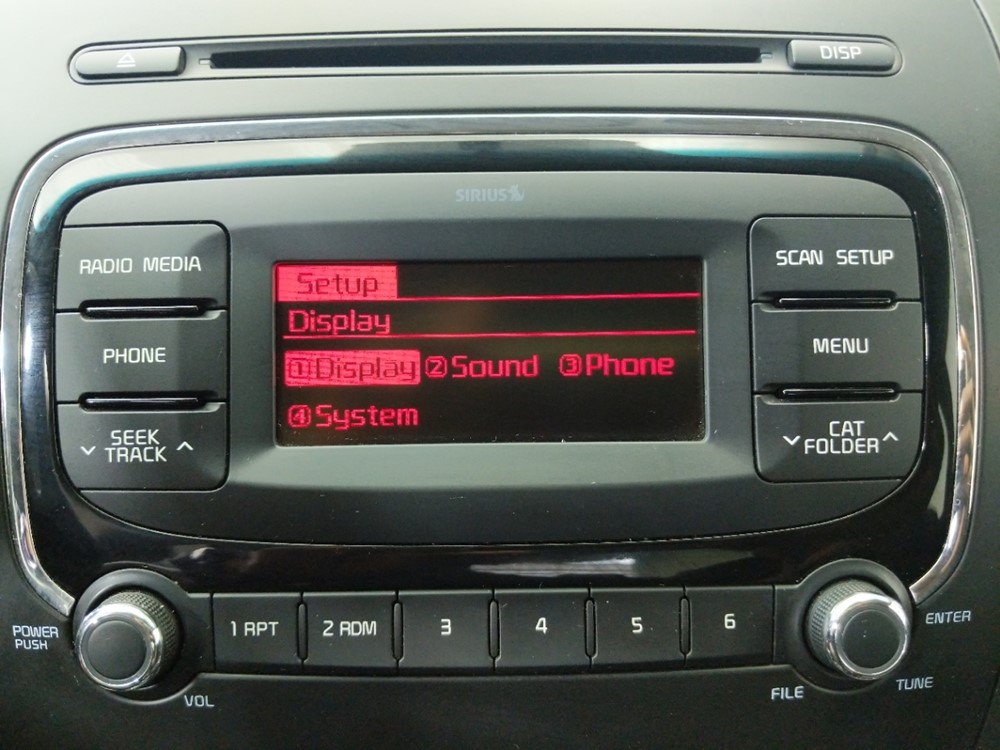 DISP
SIRIUS
RADIO MEDIA
SCAN SETUP
Setup
Display
PHONE
MENU
①Display ②Sound ③Phone
④System
SEEK
TRACK
CAT
FOLDER
1 RPT
2 RDM
3
4
5
6
POWER
PUSH
VOL
ENTER
TUNE
FILE